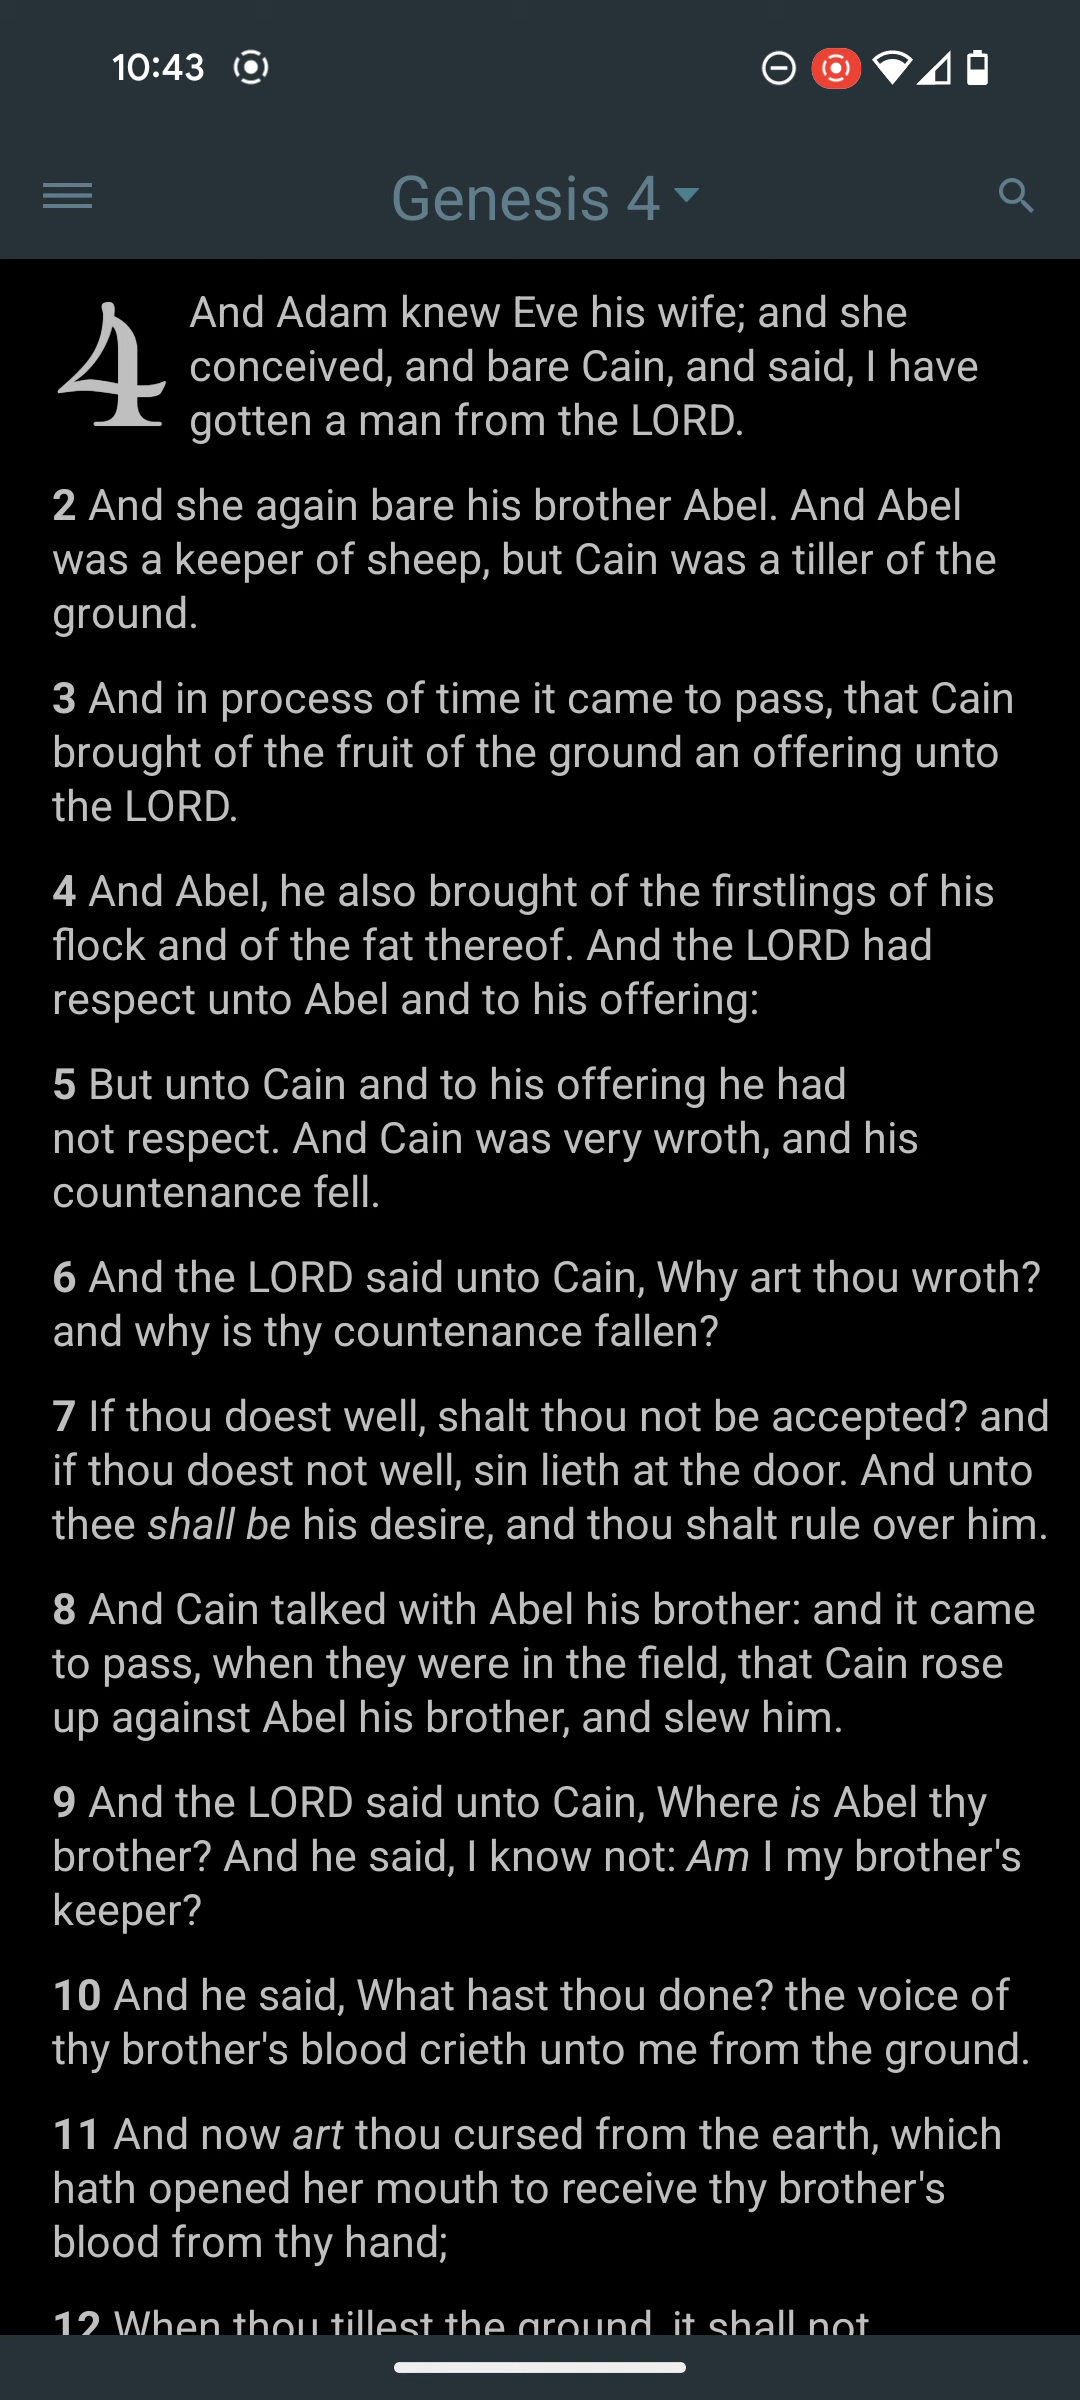 10:43
Genesis 4
4 And Adam knew Eve his wife; and she
conceived, and bare Cain, and said, I have
gotten a man from the LORD.
2 And she again bare his brother Abel. And Abel
was a keeper of sheep, but Cain was a tiller of the
ground.
3 And in process of time it came to pass, that Cain
brought of the fruit of the ground an offering unto
the LORD.
4 And Abel, he also brought of the firstlings of his
flock and of the fat thereof. And the LORD had
respect unto Abel and to his offering:
5 But unto Cain and to his offering he had
not respect. And Cain was very wroth, and his
countenance fell.
6 And the LORD said unto Cain, Why art thou wroth?
and why is thy countenance fallen?
7 If thou doest well, shalt thou not be accepted? and
if thou doest not well, sin lieth at the door. And unto
thee shall be his desire, and thou shalt rule over him.
8 And Cain talked with Abel his brother: and it came
to pass, when they were in the field, that Cain rose
up against Abel his brother, and slew him.
9 And the LORD said unto Cain, Where is Abel thy
brother? And he said, I know not: Am I my brother's
keeper?
10 And he said, What hast thou done? the voice of
thy brother's blood crieth unto me from the ground.
11 And now art thou cursed from the earth, which
hath opened her mouth to receive thy brother's
blood from thy hand;
12 When thou tillest the ground, it shall not